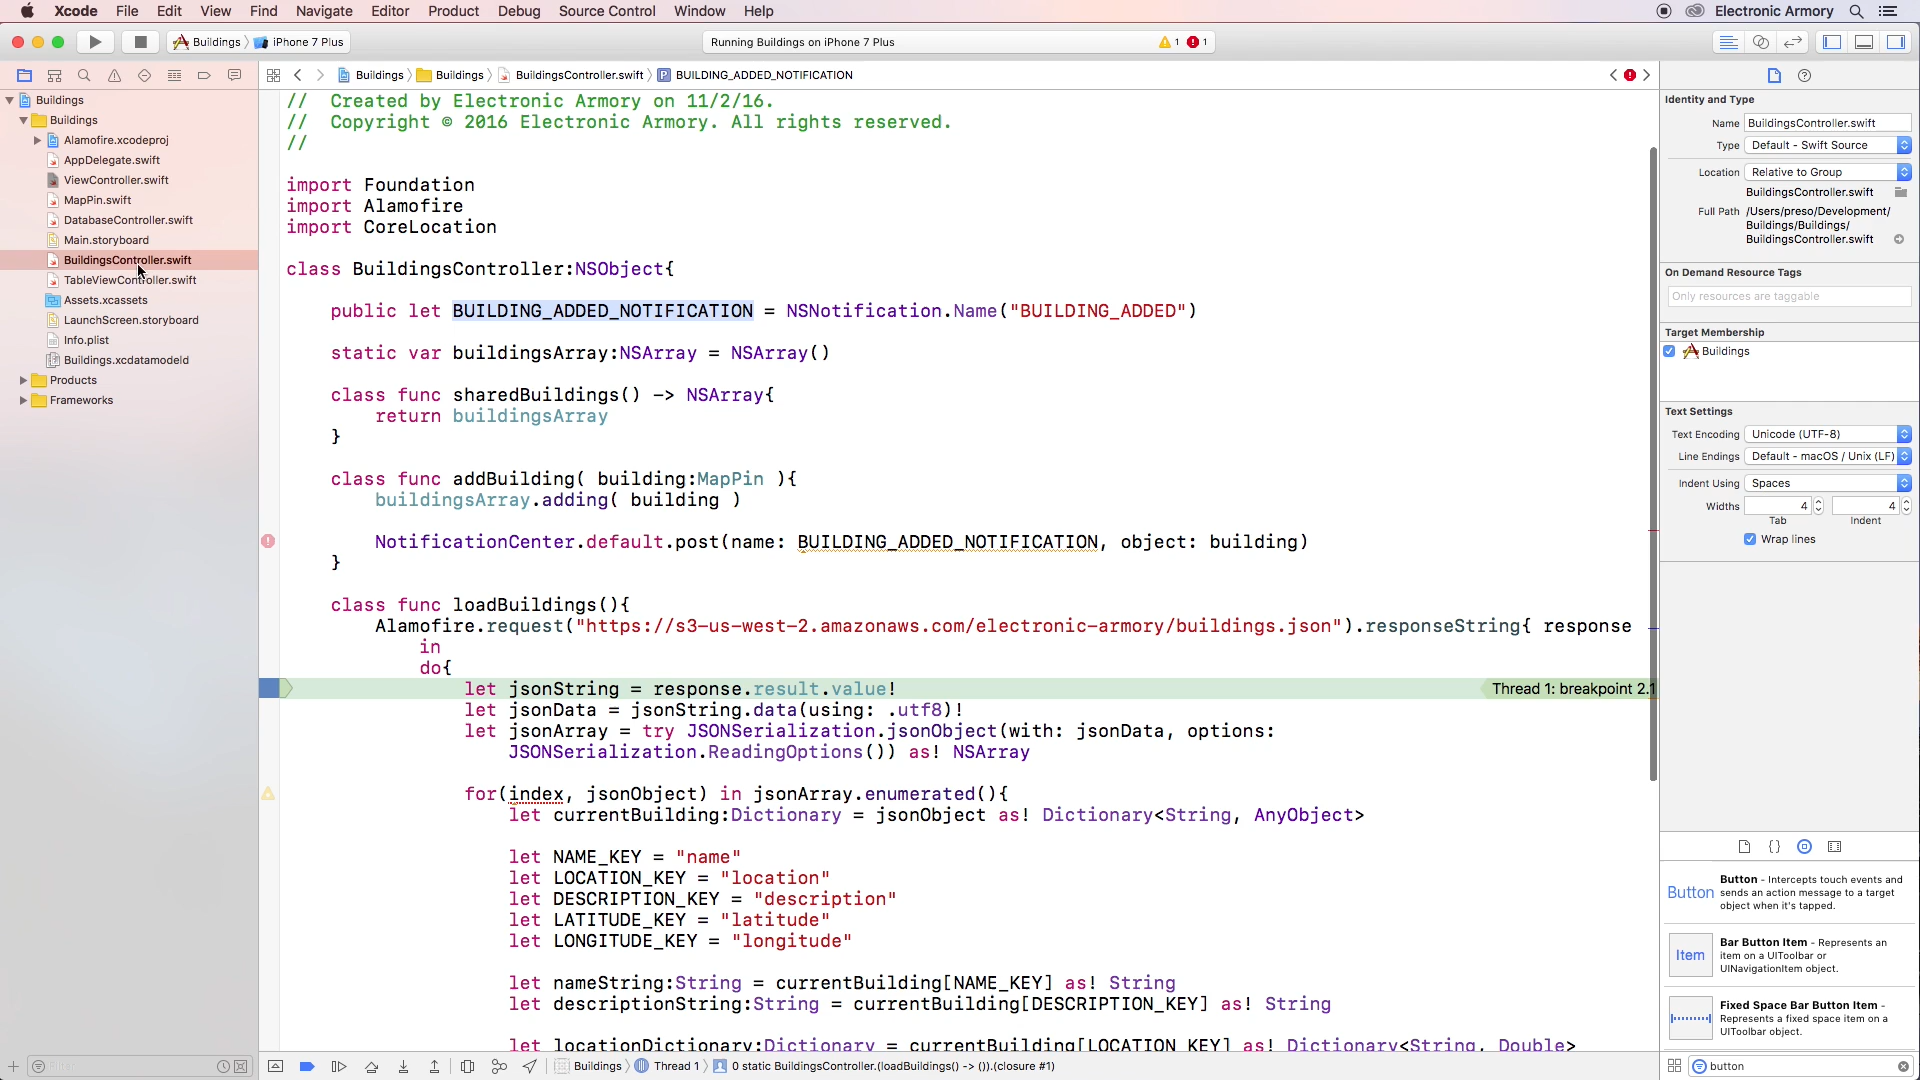 Xcode File Edit View Find Navigate Editor Product Debug Source Control Window Help Electronic Armory
Buildings iPhone 7 Plus Running Buildings on iPhone 7 Plus 1 1
Buildings Buildings BuildingsController.swift P BUILDING_ADDED_NOTIFICATION
Buildings
Buildings
Alamofire.xcodeproj
AppDelegate.swift
ViewController.swift
MapPin.swift
DatabaseController.swift
Main.storyboard
BuildingsController.swift
TableViewController.swift
Assets.xcassets
LaunchScreen.storyboard
Info.plist
Buildings.xcdatamodeld
Products
Frameworks
// Created by Electronic Armory on 11/2/16.
// Copyright © 2016 Electronic Armory. All rights reserved.
//
import Foundation
import Alamofire
import CoreLocation
class BuildingsController:NSObject{
public let BUILDING_ADDED_NOTIFICATION = NSNotification.Name("BUILDING_ADDED")
static var buildingsArray:NSArray = NSArray()
class func sharedBuildings() -> NSArray{
return buildingsArray
}
class func addBuilding( building:MapPin ){
buildingsArray.adding( building )
NotificationCenter.default.post(name: BUILDING_ADDED_NOTIFICATION, object: building)
}
class func loadBuildings(){
Alamofire.request("https://s3-us-west-2.amazonaws.com/electronic-armory/buildings.json").responseString{ response
in
do{
let jsonString = response.result.value!
Thread 1: breakpoint 2.1
let jsonData = jsonString.data(using: .utf8)!
let jsonArray = try JSONSerialization.jsonObject(with: jsonData, options:
JSONSerialization.ReadingOptions()) as! NSArray
for(index, jsonObject) in jsonArray.enumerated(){
let currentBuilding:Dictionary = jsonObject as! Dictionary<String, AnyObject>
let NAME_KEY = "name"
let LOCATION_KEY = "location"
let DESCRIPTION_KEY = "description"
let LATITUDE_KEY = "latitude"
let LONGITUDE_KEY = "longitude"
let nameString:String = currentBuilding[NAME_KEY] as! String
let descriptionString:String = currentBuilding[DESCRIPTION_KEY] as! String
let locationDictionary:Dictionary = currentBuilding[LOCATION_KEY] as! Dictionary<String, Double>
Buildings Thread 1 0 static BuildingsController.(loadBuildings() -> ()).(closure #1)
Identity and Type
Name BuildingsController.swift
Type Default - Swift Source
Location Relative to Group
BuildingsController.swift
Full Path /Users/preso/Development/
Buildings/Buildings/
BuildingsController.swift
On Demand Resource Tags
Only resources are taggable
Target Membership
Buildings
Text Settings
Text Encoding Unicode (UTF-8)
Line Endings Default - macOS / Unix (LF)
Indent Using Spaces
Widths 4 4
Tab Indent
Wrap lines
Button Button - Intercepts touch events and
sends an action message to a target
object when it's tapped.
Item Bar Button Item - Represents an
item on a UIToolbar or
UINavigationItem object.
Fixed Space Bar Button Item -
Represents a fixed space item on a
UIToolbar object.
button